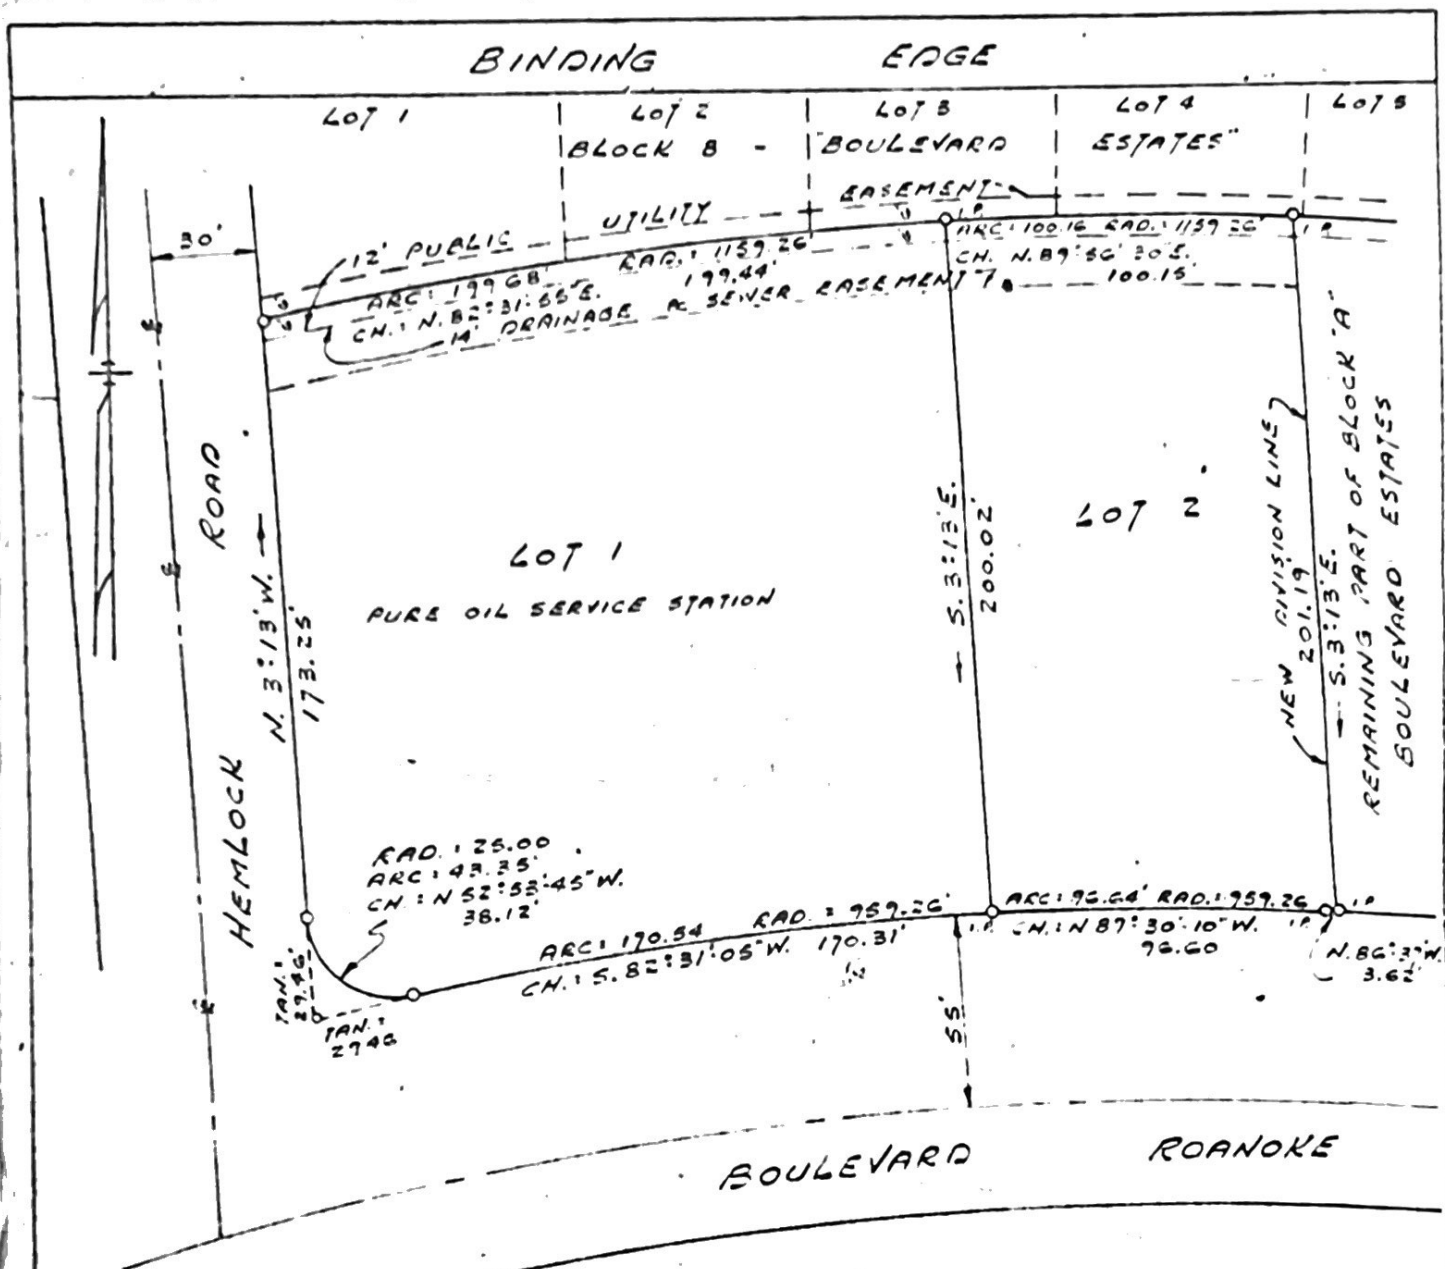 BINDING EDGE
LOT 1
LOT 2
LOT 3
LOT 4
LOT 5
BLOCK B - "BOULEVARD ESTATES"
30'
12' PUBLIC UTILITY EASEMENT
6'
6'
I.P.
I.P.
ARC: 199.68' RAD.: 1159.26'
CH.: N. 82°:31':55"E. 199.44'
14' DRAINAGE & SEWER EASEMENT
ARC: 100.16 RAD.: 1159.26'
CH. N. 89°:56':30"E.
100.15'
HEMLOCK ROAD
N. 3°:13'W.
173.25'
LOT 1
PURE OIL SERVICE STATION
S. 3°:13'E.
200.02'
LOT 2
NEW DIVISION LINE
201.19
S. 3°:13'E.
REMAINING PART OF BLOCK "A"
BOULEVARD ESTATES
RAD.: 25.00
ARC: 43.35'
CH.: N 52°:53':45"W.
38.12'
TAN.:
29.46'
TAN.:
29.46
ARC: 170.54 RAD.: 959.26'
CH.: S. 82°:31':05"W. 170.31'
I.P.
ARC: 96.64' RAD.: 959.26
CH.: N 87°:30':10"W.
96.60
I.P.
I.P.
3.62'
55'
BOULEVARD ROANOKE